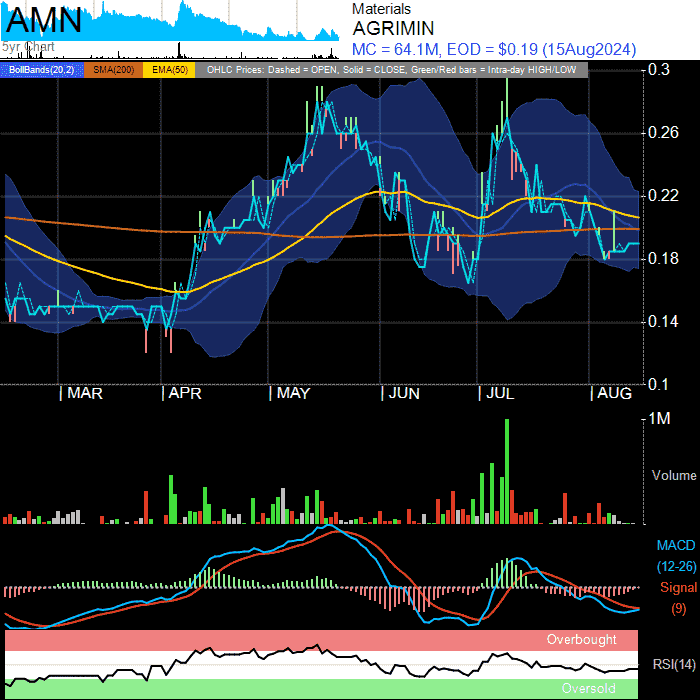 AMN
5yr Chart
Materials
AGRIMIN
MC = 64.1M, EOD = $0.19 (15Aug2024)
BollBands(20,2) SMA(200) EMA(50) OHLC Prices: Dashed = OPEN, Solid = CLOSE, Green/Red bars = Intra-day HIGH/LOW
0.3
0.26
0.22
0.18
0.14
0.1
| MAR | APR | MAY | JUN | JUL | AUG
1M
Volume
MACD
(12-26)
Signal
(9)
Overbought
RSI(14)
Oversold